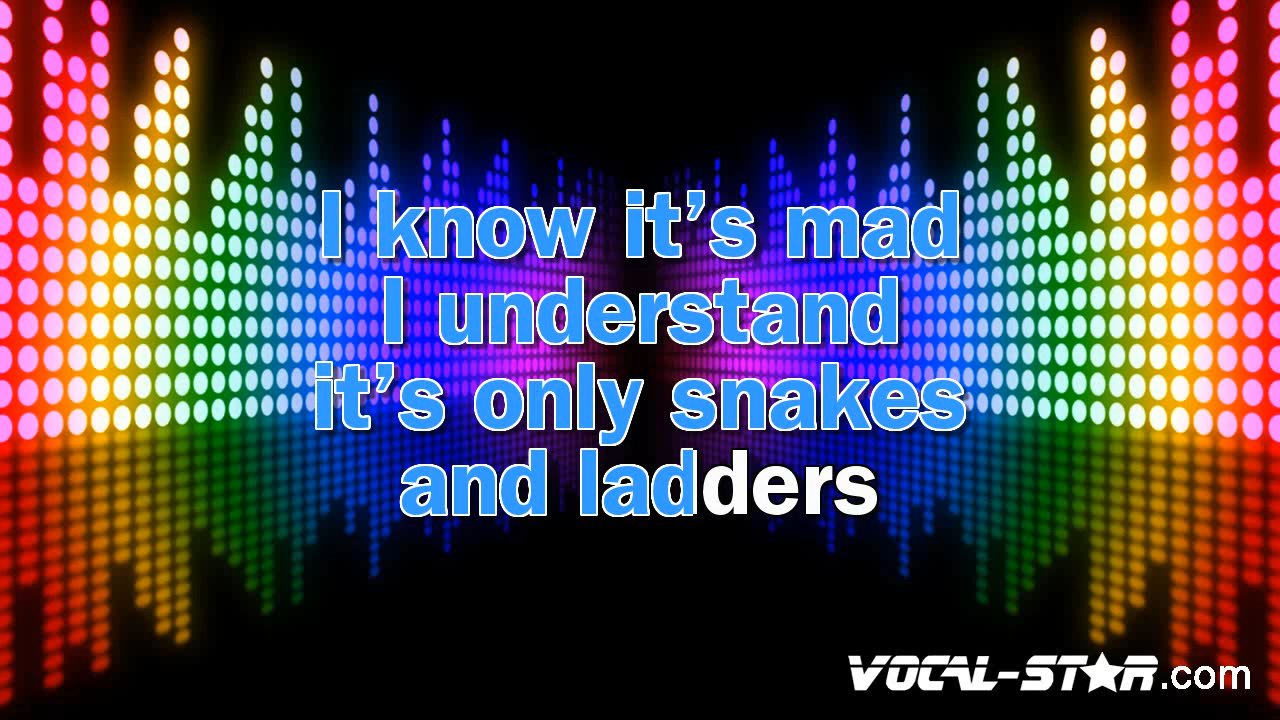 I know it's mad
I understand
it's only snakes
and ladders
VOCAL-STAR.com